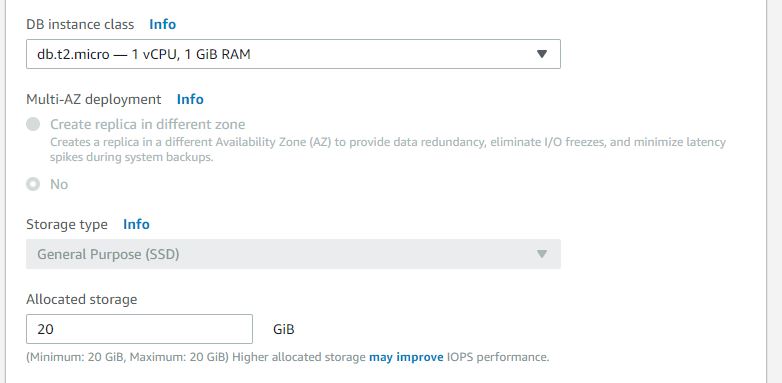 DB instance class Info
db.t2.micro — 1 vCPU, 1 GiB RAM
Multi-AZ deployment Info
Create replica in different zone
Creates a replica in a different Availability Zone (AZ) to provide data redundancy, eliminate I/O freezes, and minimize latency
spikes during system backups.
No
Storage type Info
General Purpose (SSD)
Allocated storage
20 GiB
(Minimum: 20 GiB, Maximum: 20 GiB) Higher allocated storage may improve IOPS performance.